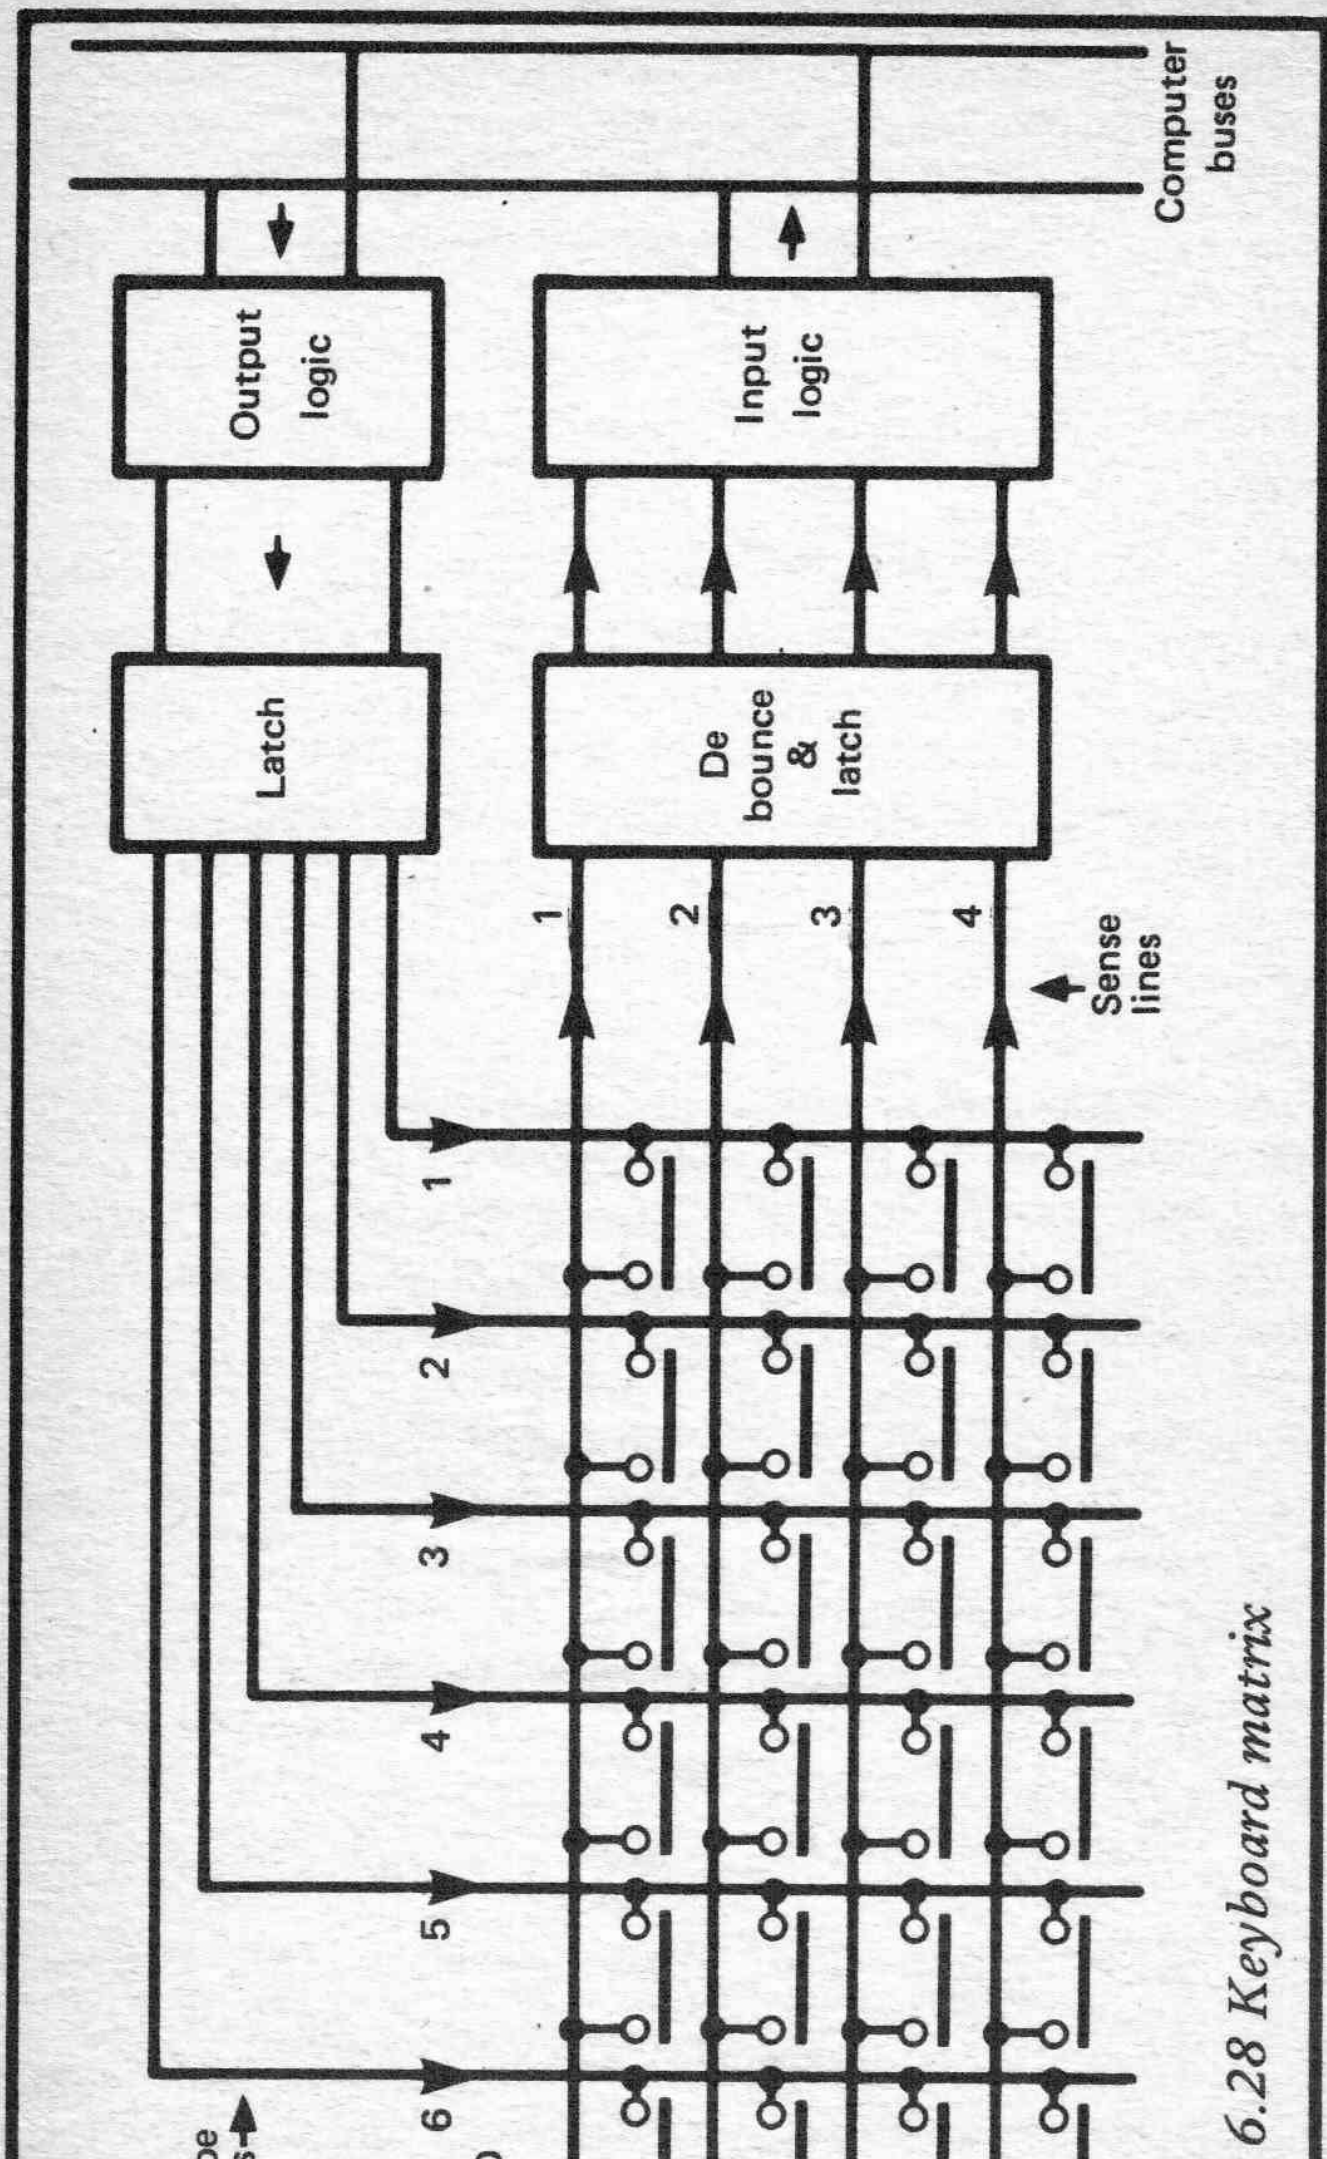 Computer
buses
Output
logic
Input
logic
Latch
De
bounce
&
latch
1
2
3
4
Sense
lines
1
2
3
4
5
6
6.28 Keyboard matrix